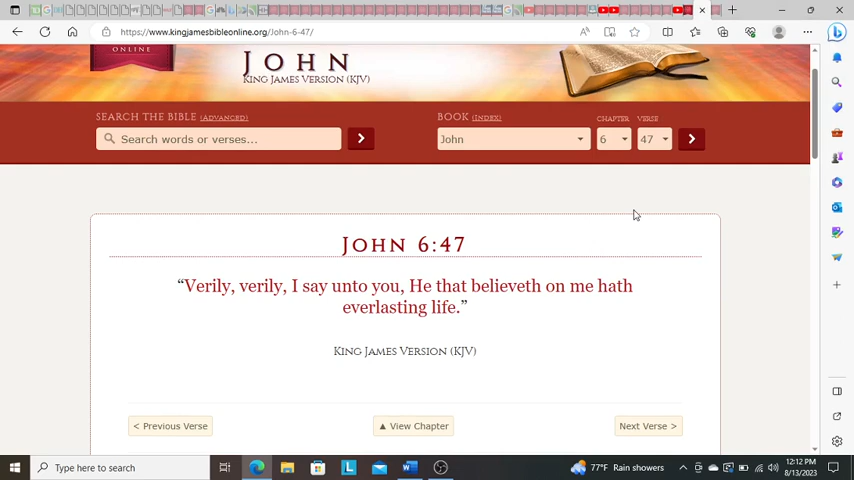 https://www.kingjamesbibleonline.org/John-6-47/
ONLINE
JOHN
KING JAMES VERSION (KJV)
SEARCH THE BIBLE (ADVANCED)
BOOK (INDEX)
CHAPTER
VERSE
Search words or verses...
John
6
47
JOHN 6:47
“Verily, verily, I say unto you, He that believeth on me hath
everlasting life.”
KING JAMES VERSION (KJV)
< Previous Verse
▲ View Chapter
Next Verse >
Type here to search
77°F Rain showers
12:12 PM
8/13/2023